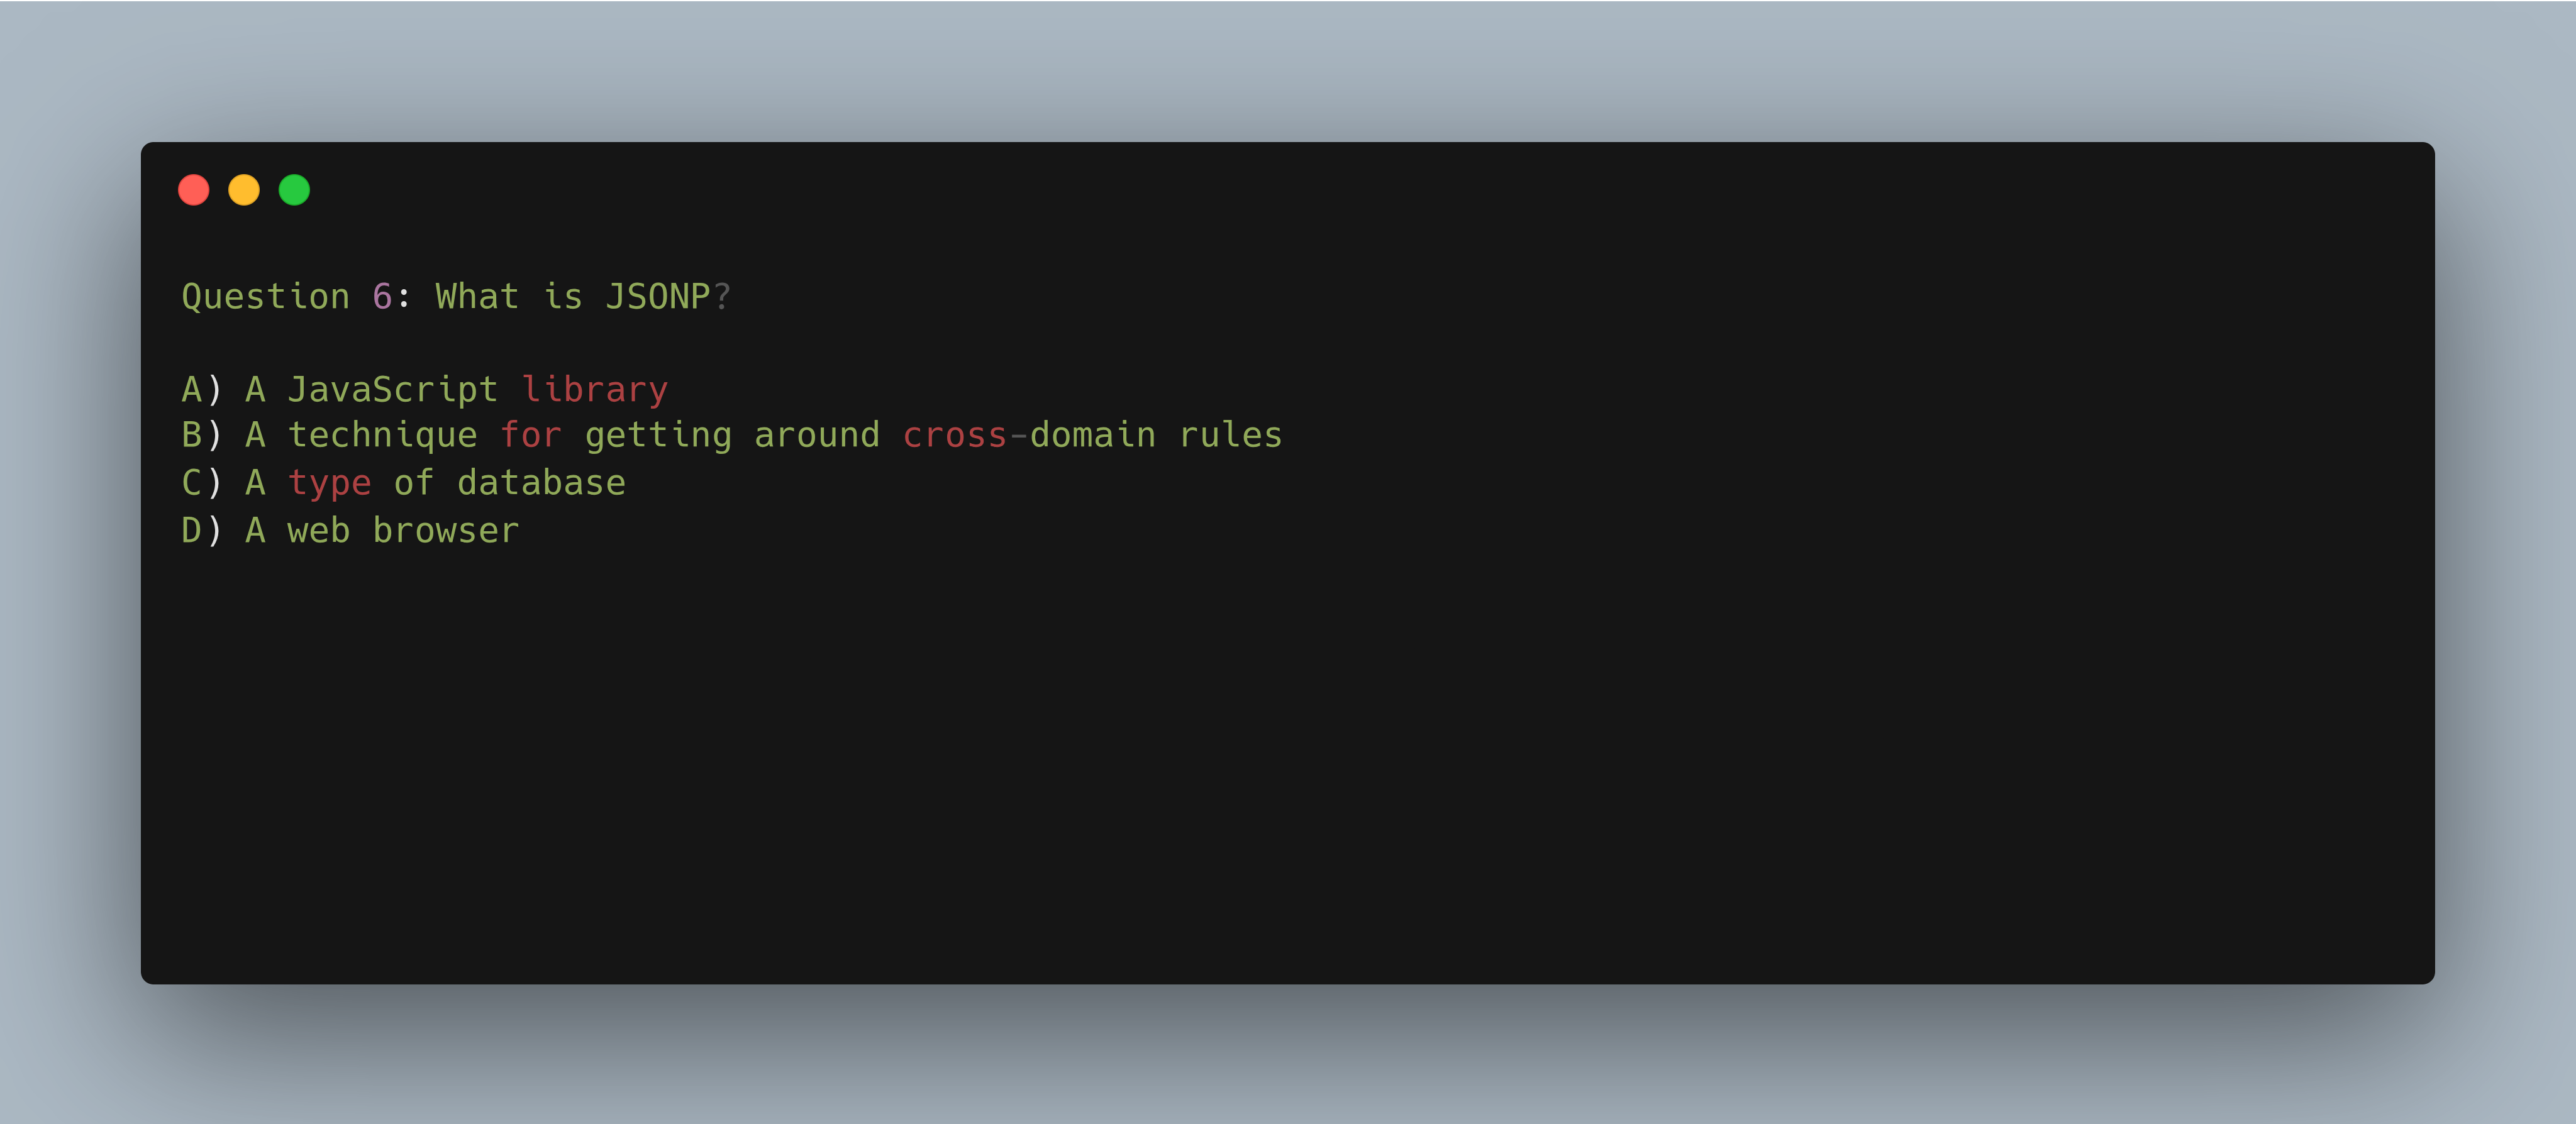 Question 6: What is JSONP?
A) A JavaScript library
B) A technique for getting around cross-domain rules
C) A type of database
D) A web browser